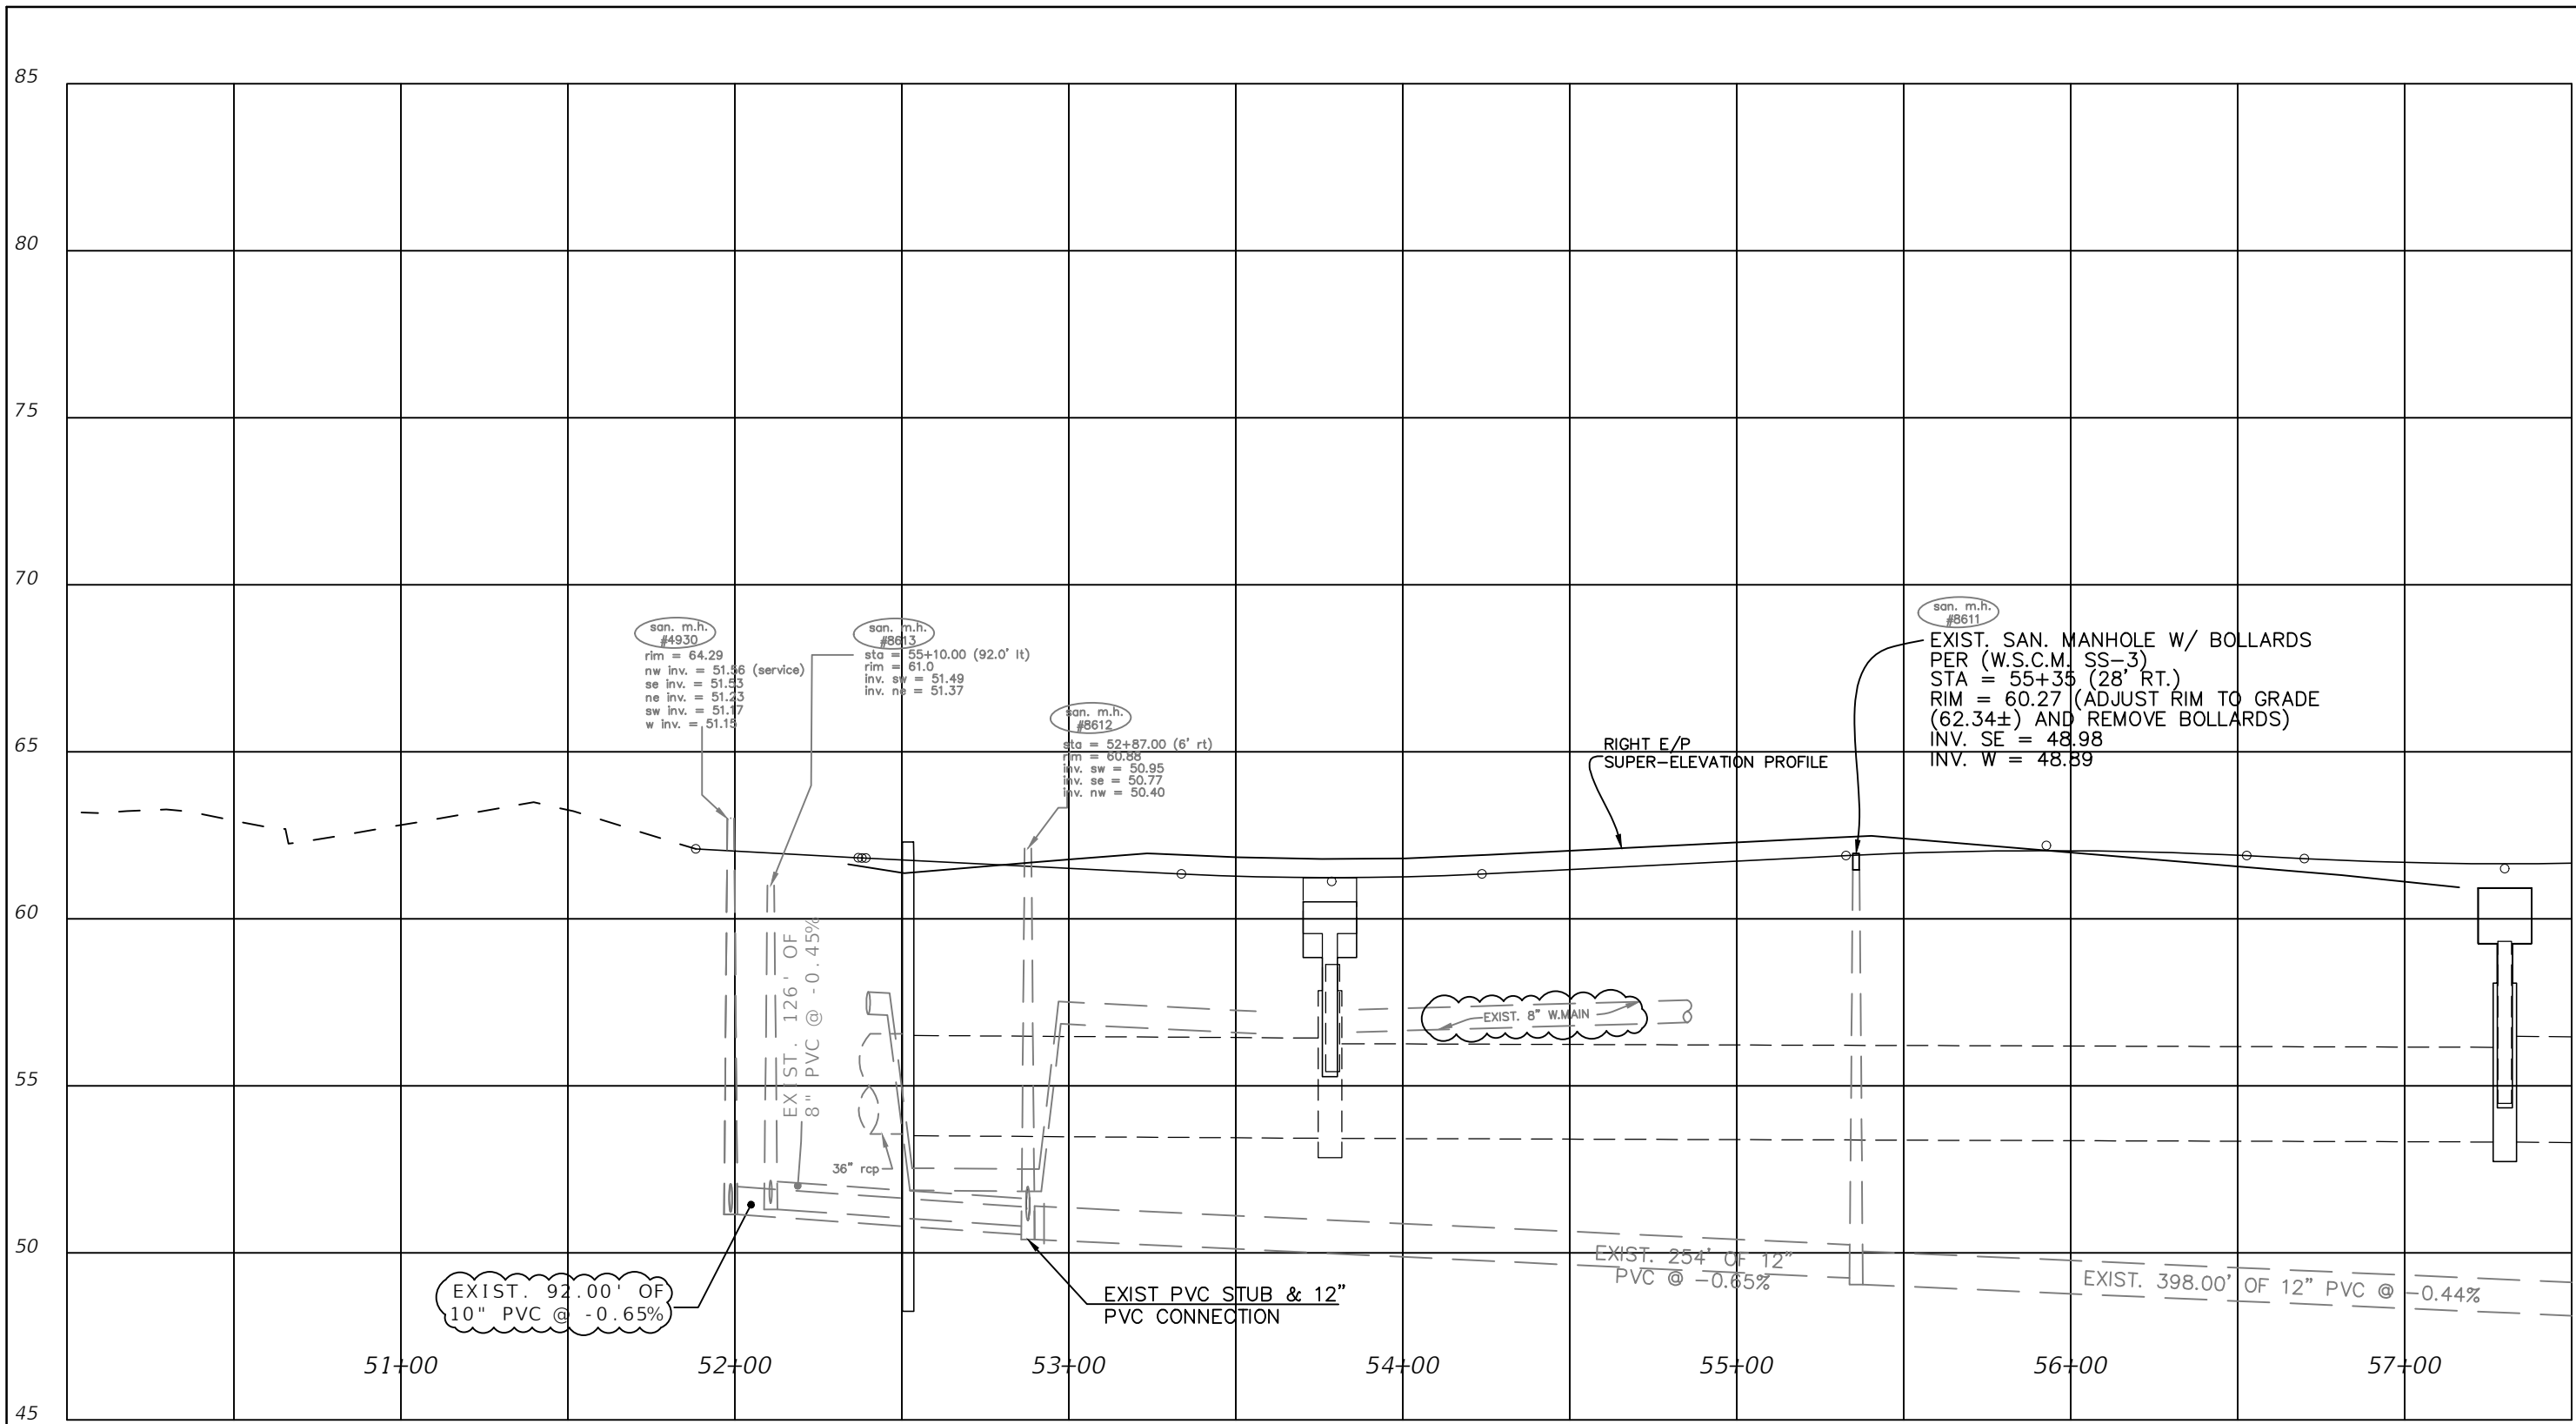 85
80
75
70
65
60
55
50
45
san. m.h.
#4930
rim = 64.29
nw inv. = 51.56 (service)
se inv. = 51.53
ne inv. = 51.23
sw inv. = 51.17
w inv. = 51.15
san. m.h.
#8613
sta = 55+10.00 (92.0' lt)
rim = 61.0
inv. sw = 51.49
inv. ne = 51.37
san. m.h.
#8612
sta = 52+87.00 (6' rt)
rim = 60.88
inv. sw = 50.95
inv. se = 50.77
inv. nw = 50.40
san. m.h.
#8611
EXIST. SAN. MANHOLE W/ BOLLARDS
PER (W.S.C.M. SS-3)
STA = 55+35 (28' RT.)
RIM = 60.27 (ADJUST RIM TO GRADE
(62.34±) AND REMOVE BOLLARDS)
INV. SE = 48.98
INV. W = 48.89
RIGHT E/P
SUPER-ELEVATION PROFILE
EXIST. 126' OF
8" PVC @ -0.45%
EXIST. 8" W.MAIN
36" rcp
EXIST. 92.00' OF
10" PVC @ -0.65%
EXIST PVC STUB & 12"
PVC CONNECTION
EXIST. 254' OF 12"
PVC @ -0.65%
EXIST. 398.00' OF 12" PVC @ -0.44%
51+00
52+00
53+00
54+00
55+00
56+00
57+00